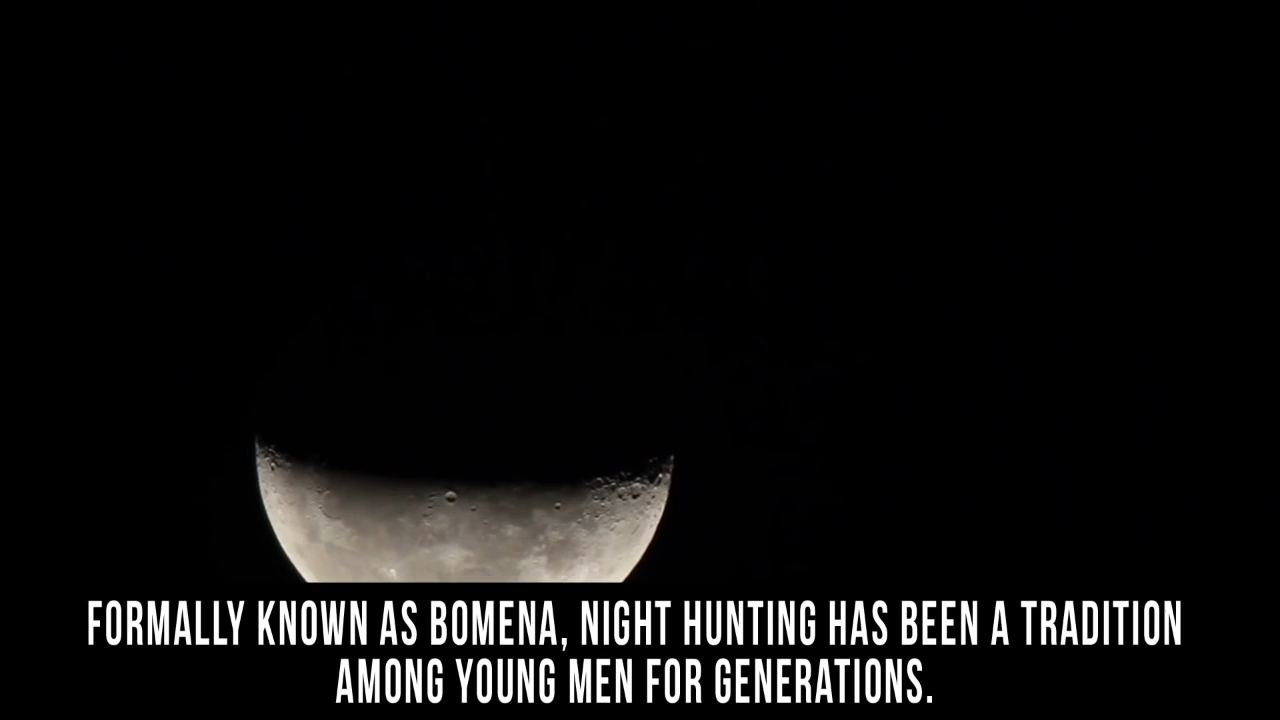 FORMALLY KNOWN AS BOMENA, NIGHT HUNTING HAS BEEN A TRADITION
AMONG YOUNG MEN FOR GENERATIONS.